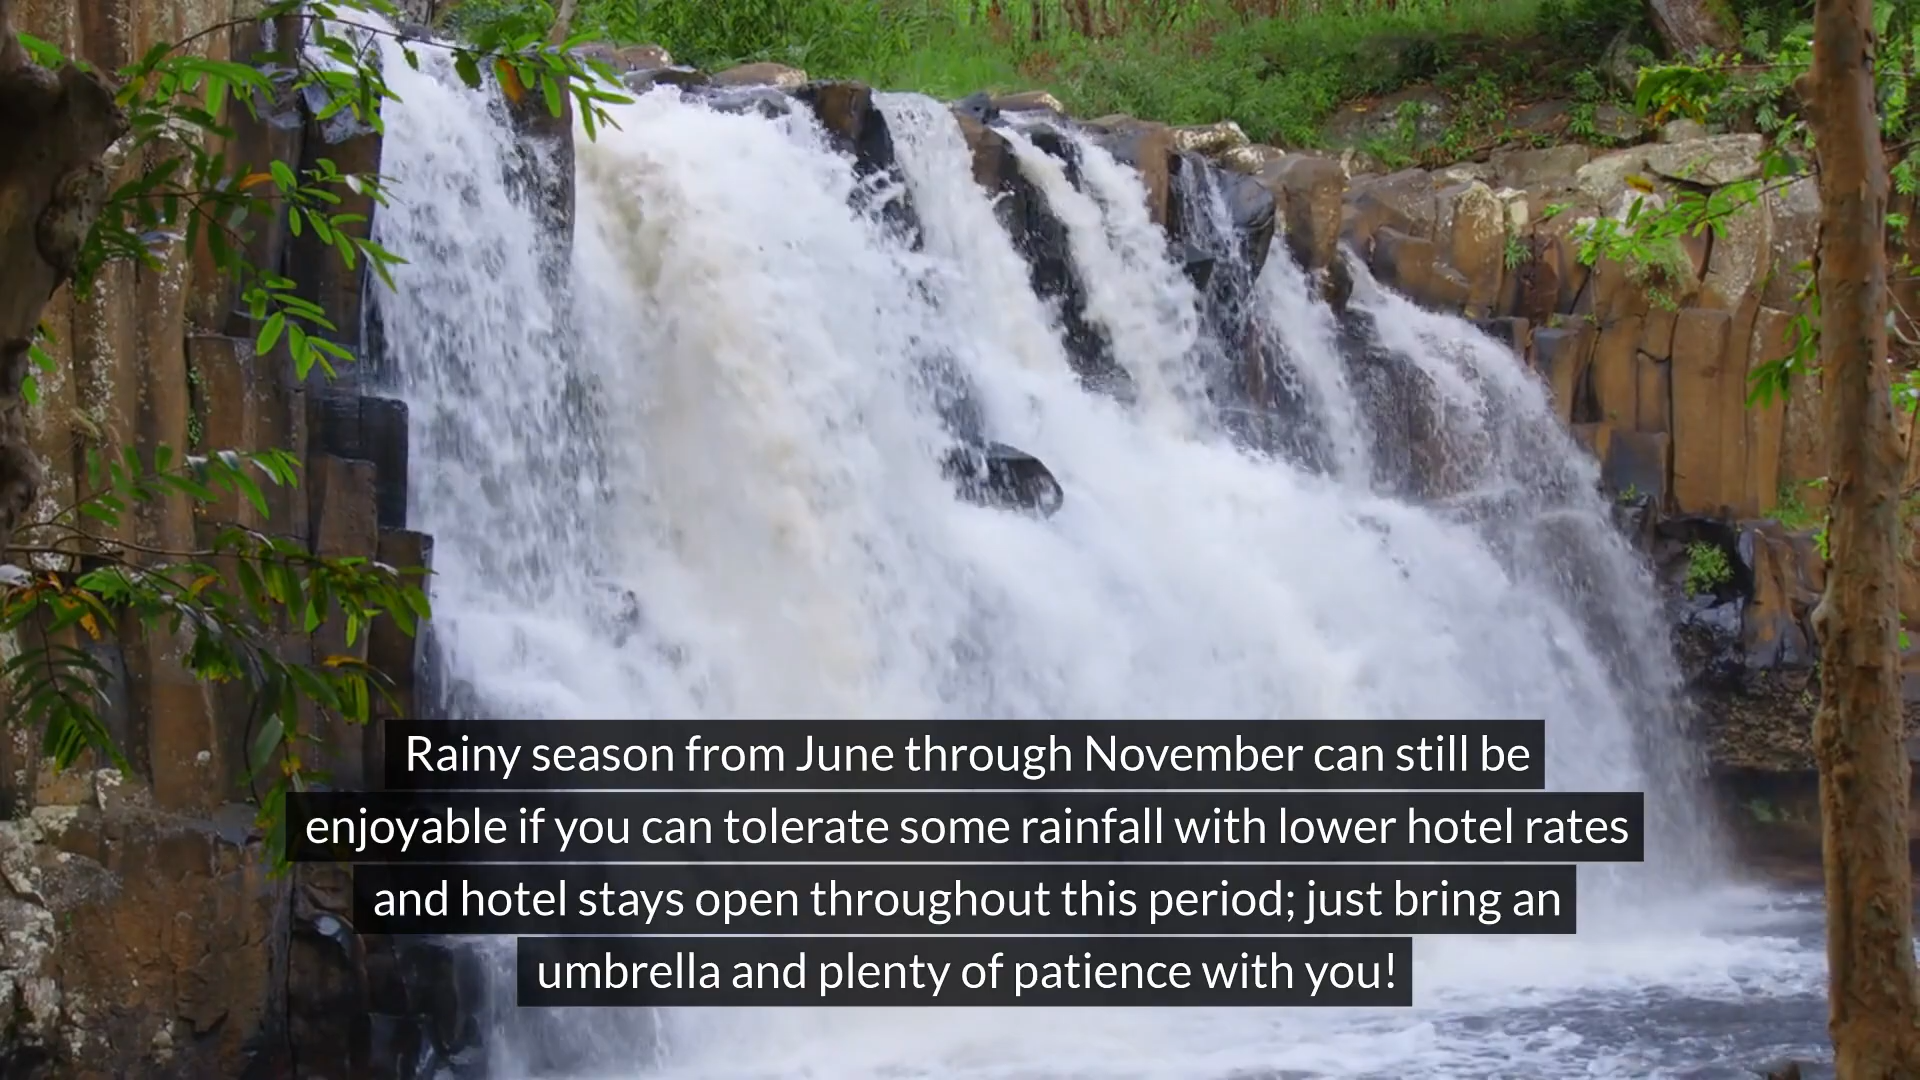 Rainy season from June through November can still be
enjoyable if you can tolerate some rainfall with lower hotel rates
and hotel stays open throughout this period; just bring an
umbrella and plenty of patience with you!